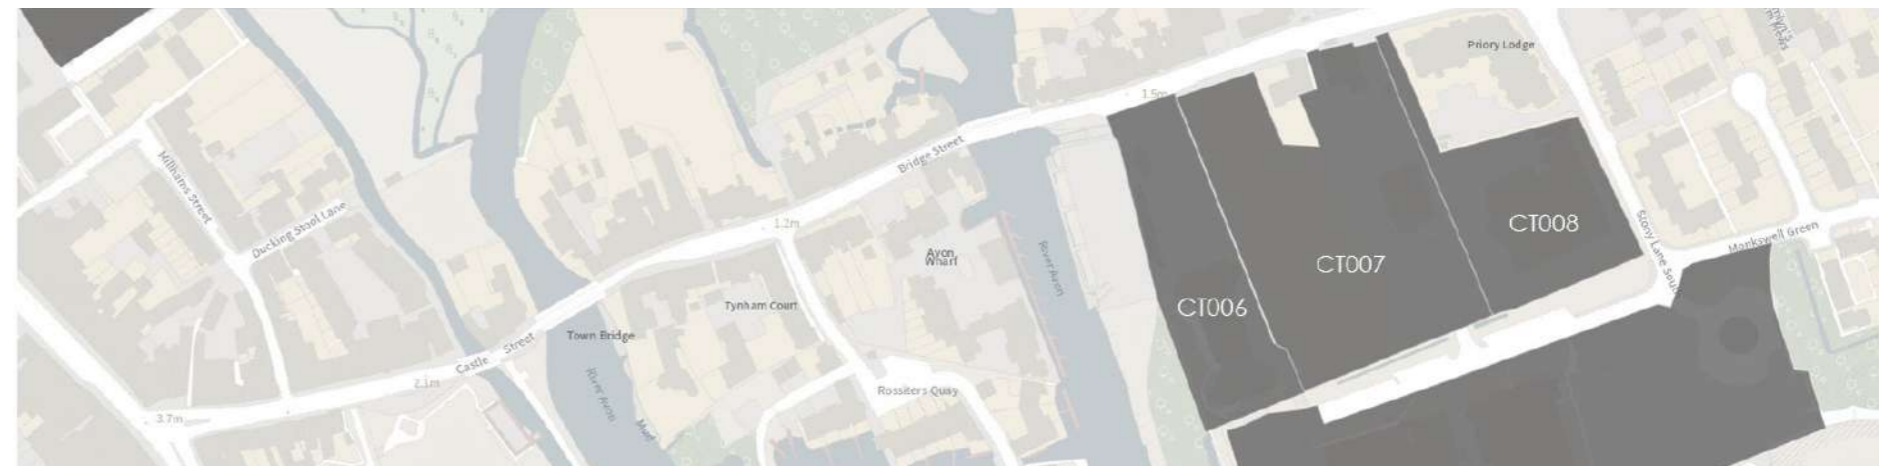 Priory Lodge
1.5m
Millhams Street
Bridge Street
Ducking Stool Lane
1.2m
CT008
Stony Lane South
Monkswell Green
Avon
Wharf
River Avon
CT007
Tynham Court
CT006
Town Bridge
Castle Street
2.1m
River Avon
Rossiters Quay
3.7m
Mud